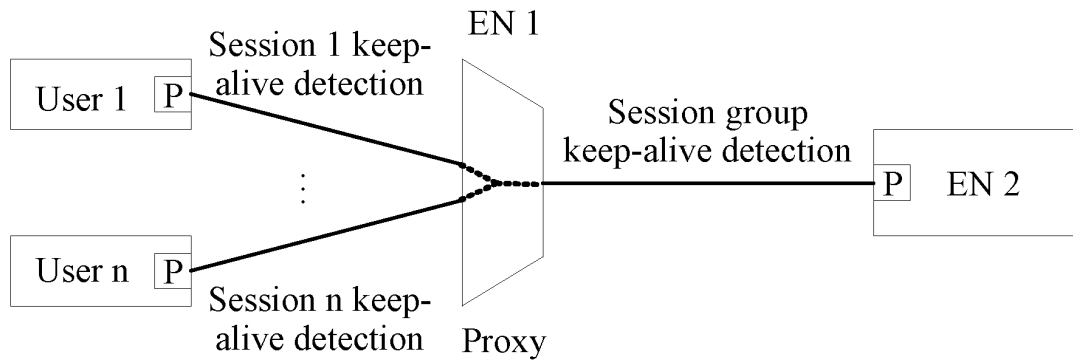 EN 1
Session 1 keep-
alive detection
User 1
P
Session group
keep-alive detection
P
EN 2
⋮
User n
P
Session n keep-
alive detection
Proxy